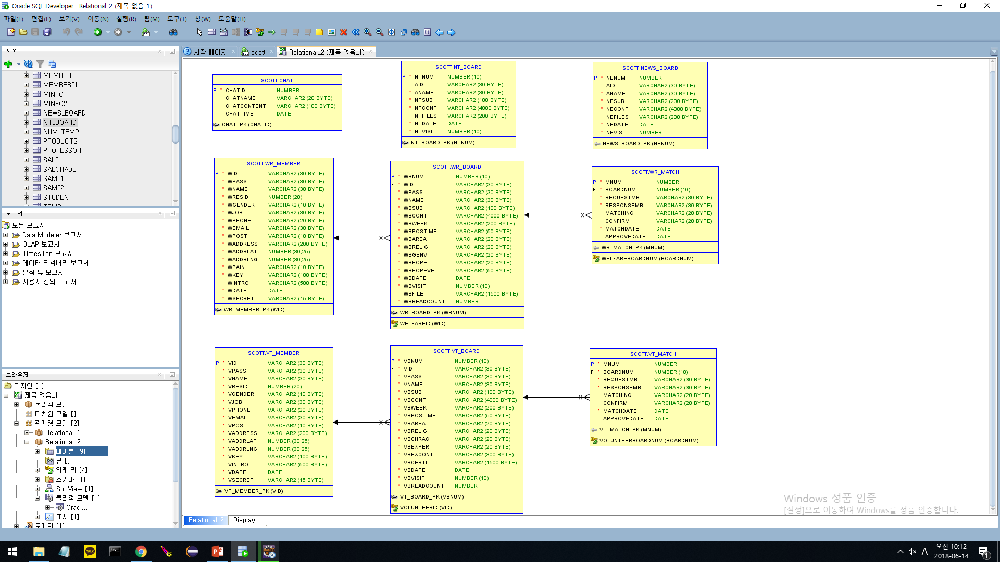 Oracle SQL Developer : Relational_2 (제목 없음_1)
파일(F) 편집(E) 보기(V) 이동(N) 실행(R) 팀(M) 도구(T) 창(W) 도움말(H)
접속
MEMBER
MEMBER01
MINFO
MINFO2
NEWS_BOARD
NT_BOARD
NUM_TEMP1
PRODUCTS
PROFESSOR
SAL01
SALGRADE
SAM01
SAM02
STUDENT
보고서
모든 보고서
Data Modeler 보고서
OLAP 보고서
TimesTen 보고서
데이터 딕셔너리 보고서
분석 뷰 보고서
사용자 정의 보고서
브라우저
디자인 [1]
제목 없음_1
논리적 모델
다차원 모델 []
관계형 모델 [2]
Relational_1
Relational_2
테이블 [9]
뷰 []
외래 키 [4]
스키마 [1]
SubView [1]
물리적 모델 [1]
Oracl...
표시 [1]
도메인 [1]
시작 페이지 scott Relational_2 (제목 없음_1)
SCOTT.CHAT
P * CHATID NUMBER
CHATNAME VARCHAR2 (20 BYTE)
CHATCONTENT VARCHAR2 (100 BYTE)
CHATTIME DATE
CHAT_PK (CHATID)
SCOTT.NT_BOARD
P * NTNUM NUMBER (10)
AID VARCHAR2 (30 BYTE)
* ANAME VARCHAR2 (30 BYTE)
* NTSUB VARCHAR2 (100 BYTE)
* NTCONT VARCHAR2 (4000 BYTE)
NTFILES VARCHAR2 (200 BYTE)
* NTDATE DATE
* NTVISIT NUMBER (10)
NT_BOARD_PK (NTNUM)
SCOTT.NEWS_BOARD
P * NENUM NUMBER
AID VARCHAR2 (30 BYTE)
* ANAME VARCHAR2 (30 BYTE)
* NESUB VARCHAR2 (200 BYTE)
* NECONT VARCHAR2 (4000 BYTE)
NEFILES VARCHAR2 (200 BYTE)
* NEDATE DATE
* NEVISIT NUMBER
NEWS_BOARD_PK (NENUM)
SCOTT.WR_MEMBER
P * WID VARCHAR2 (30 BYTE)
* WPASS VARCHAR2 (30 BYTE)
* WNAME VARCHAR2 (30 BYTE)
* WRESID NUMBER (20)
* WGENDER VARCHAR2 (10 BYTE)
* WJOB VARCHAR2 (30 BYTE)
* WPHONE VARCHAR2 (20 BYTE)
* WEMAIL VARCHAR2 (30 BYTE)
* WPOST VARCHAR2 (10 BYTE)
* WADDRESS VARCHAR2 (200 BYTE)
* WADDRLAT NUMBER (30,25)
* WADDRLNG NUMBER (30,25)
* WPAIN VARCHAR2 (10 BYTE)
* WKEY VARCHAR2 (100 BYTE)
WINTRO VARCHAR2 (500 BYTE)
* WDATE DATE
* WSECRET VARCHAR2 (15 BYTE)
WR_MEMBER_PK (WID)
SCOTT.WR_BOARD
P * WBNUM NUMBER (10)
F * WID VARCHAR2 (30 BYTE)
* WPASS VARCHAR2 (30 BYTE)
* WNAME VARCHAR2 (30 BYTE)
* WBSUB VARCHAR2 (100 BYTE)
* WBCONT VARCHAR2 (4000 BYTE)
* WBWEEK VARCHAR2 (200 BYTE)
* WBPOSTIME VARCHAR2 (50 BYTE)
* WBAREA VARCHAR2 (20 BYTE)
* WBRELIG VARCHAR2 (20 BYTE)
* WBGENV VARCHAR2 (20 BYTE)
* WBHOPE VARCHAR2 (20 BYTE)
* WBHOPEVE VARCHAR2 (50 BYTE)
* WBDATE DATE
* WBVISIT NUMBER (10)
WBFILE VARCHAR2 (1500 BYTE)
* WBREADCOUNT NUMBER
WR_BOARD_PK (WBNUM)
WELFAREID (WID)
SCOTT.WR_MATCH
P * MNUM NUMBER
F * BOARDNUM NUMBER (10)
* REQUESTMB VARCHAR2 (30 BYTE)
* RESPONSEMB VARCHAR2 (30 BYTE)
MATCHING VARCHAR2 (20 BYTE)
CONFIRM VARCHAR2 (20 BYTE)
* MATCHDATE DATE
APPROVEDATE DATE
WR_MATCH_PK (MNUM)
WELFAREBOARDNUM (BOARDNUM)
SCOTT.VT_MEMBER
P * VID VARCHAR2 (30 BYTE)
* VPASS VARCHAR2 (30 BYTE)
* VNAME VARCHAR2 (30 BYTE)
* VRESID NUMBER (20)
* VGENDER VARCHAR2 (10 BYTE)
* VJOB VARCHAR2 (30 BYTE)
* VPHONE VARCHAR2 (20 BYTE)
* VEMAIL VARCHAR2 (30 BYTE)
* VPOST VARCHAR2 (10 BYTE)
* VADDRESS VARCHAR2 (200 BYTE)
* VADDRLAT NUMBER (30,25)
* VADDRLNG NUMBER (30,25)
* VKEY VARCHAR2 (100 BYTE)
VINTRO VARCHAR2 (500 BYTE)
* VDATE DATE
* VSECRET VARCHAR2 (15 BYTE)
VT_MEMBER_PK (VID)
SCOTT.VT_BOARD
P * VBNUM NUMBER (10)
F * VID VARCHAR2 (30 BYTE)
* VPASS VARCHAR2 (30 BYTE)
* VNAME VARCHAR2 (30 BYTE)
* VBSUB VARCHAR2 (100 BYTE)
* VBCONT VARCHAR2 (4000 BYTE)
* VBWEEK VARCHAR2 (200 BYTE)
* VBPOSTIME VARCHAR2 (50 BYTE)
* VBAREA VARCHAR2 (20 BYTE)
* VBRELIG VARCHAR2 (20 BYTE)
* VBCHRAC VARCHAR2 (20 BYTE)
* VBEXPER VARCHAR2 (20 BYTE)
* VBEXCONT VARCHAR2 (300 BYTE)
VBCERTI VARCHAR2 (1500 BYTE)
* VBDATE DATE
* VBVISIT NUMBER (10)
* VBREADCOUNT NUMBER
VT_BOARD_PK (VBNUM)
VOLUNTEERID (VID)
SCOTT.VT_MATCH
P * MNUM NUMBER
F * BOARDNUM NUMBER (10)
* REQUESTMB VARCHAR2 (30 BYTE)
* RESPONSEMB VARCHAR2 (30 BYTE)
MATCHING VARCHAR2 (20 BYTE)
CONFIRM VARCHAR2 (20 BYTE)
* MATCHDATE DATE
APPROVEDATE DATE
VT_MATCH_PK (MNUM)
VOLUNTEERBOARDNUM (BOARDNUM)
Windows 정품 인증
[설정]으로 이동하여 Windows를 정품 인증합니다.
Relational_2 Display_1
TALK
A
오전 10:12
2018-06-14
1